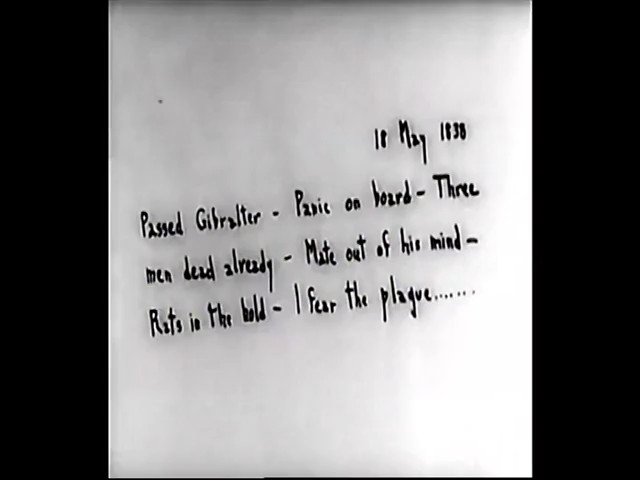 18 May 1838
Passed Gibralter - Panic on board - Three
men dead already - Mate out of his mind -
Rats in the hold - I fear the plague.......